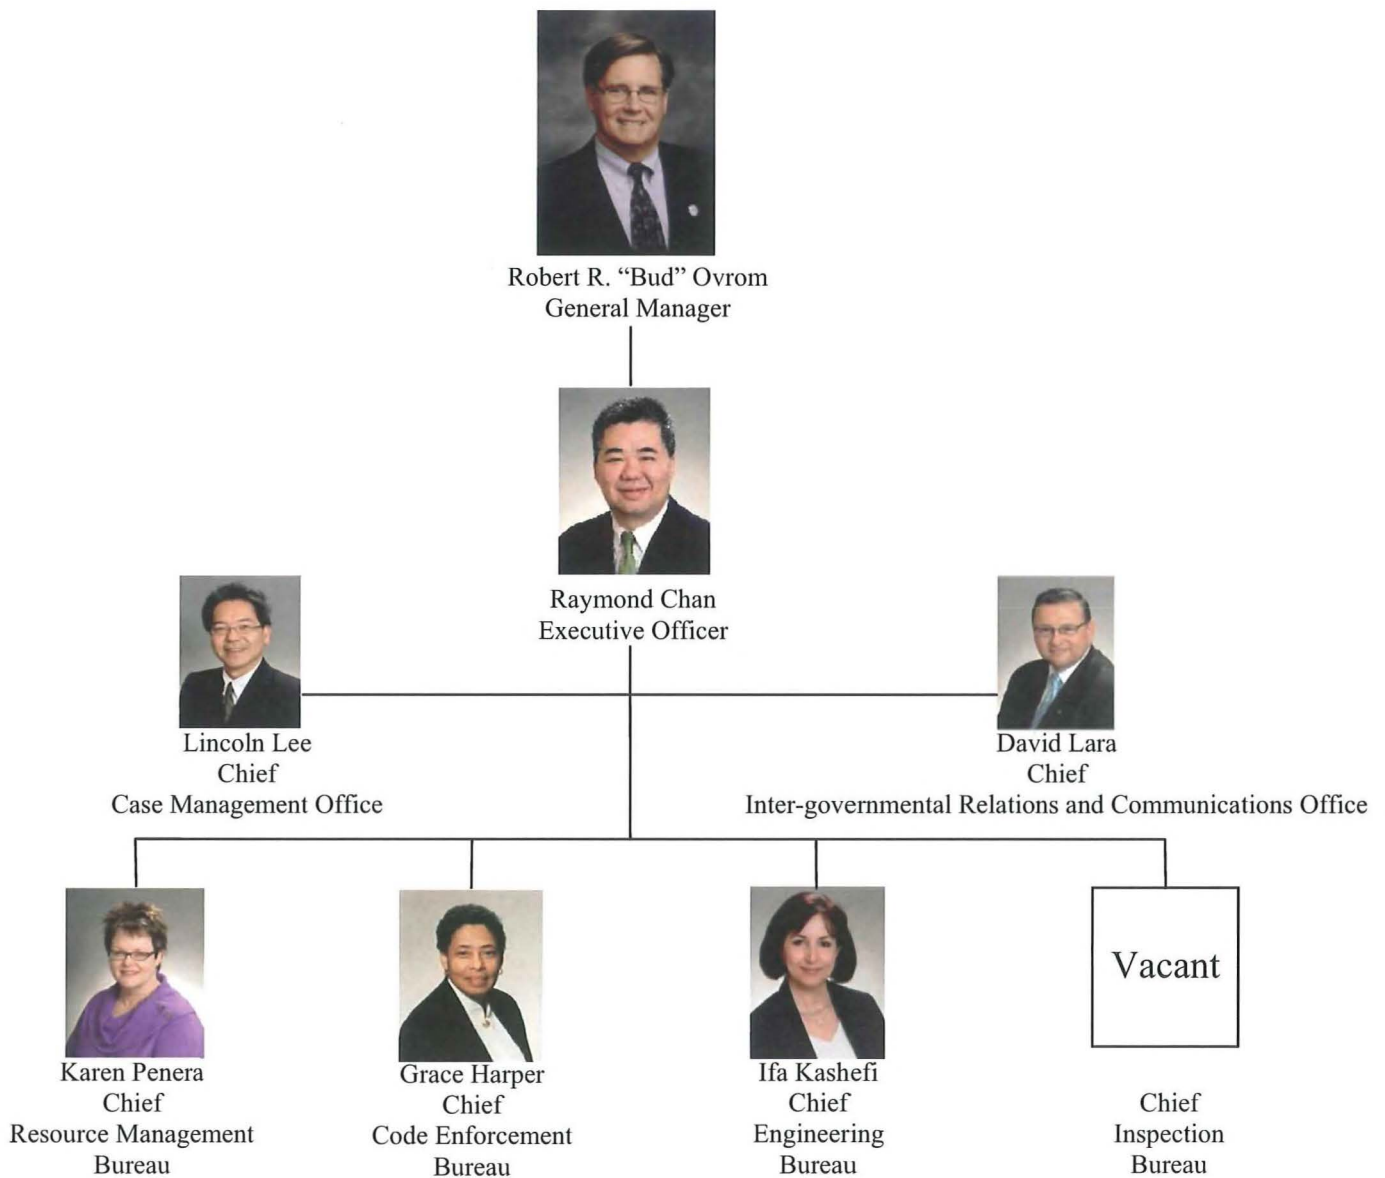 Robert R. “Bud” Ovrom
General Manager
Raymond Chan
Executive Officer
Lincoln Lee
Chief
Case Management Office
David Lara
Chief
Inter-governmental Relations and Communications Office
Karen Penera
Chief
Resource Management
Bureau
Grace Harper
Chief
Code Enforcement
Bureau
Ifa Kashefi
Chief
Engineering
Bureau
Vacant
Chief
Inspection
Bureau